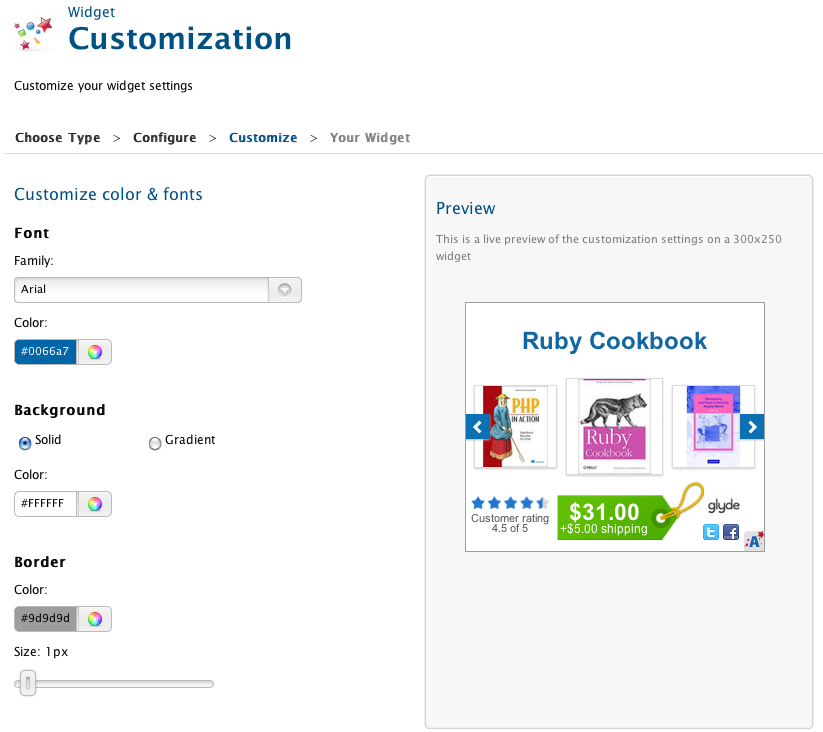 Widget
Customization
Customize your widget settings
Choose Type > Configure > Customize > Your Widget
Customize color & fonts
Font
Family:
Arial
Color:
#0066a7
Background
Solid
Gradient
Color:
#FFFFFF
Border
Color:
#9d9d9d
Size: 1px
Preview
This is a live preview of the customization settings on a 300x250
widget
Ruby Cookbook
PHP
IN ACTION
Ruby
Cookbook
O'REILLY
Customer rating
4.5 of 5
$31.00
+$5.00 shipping
glyde